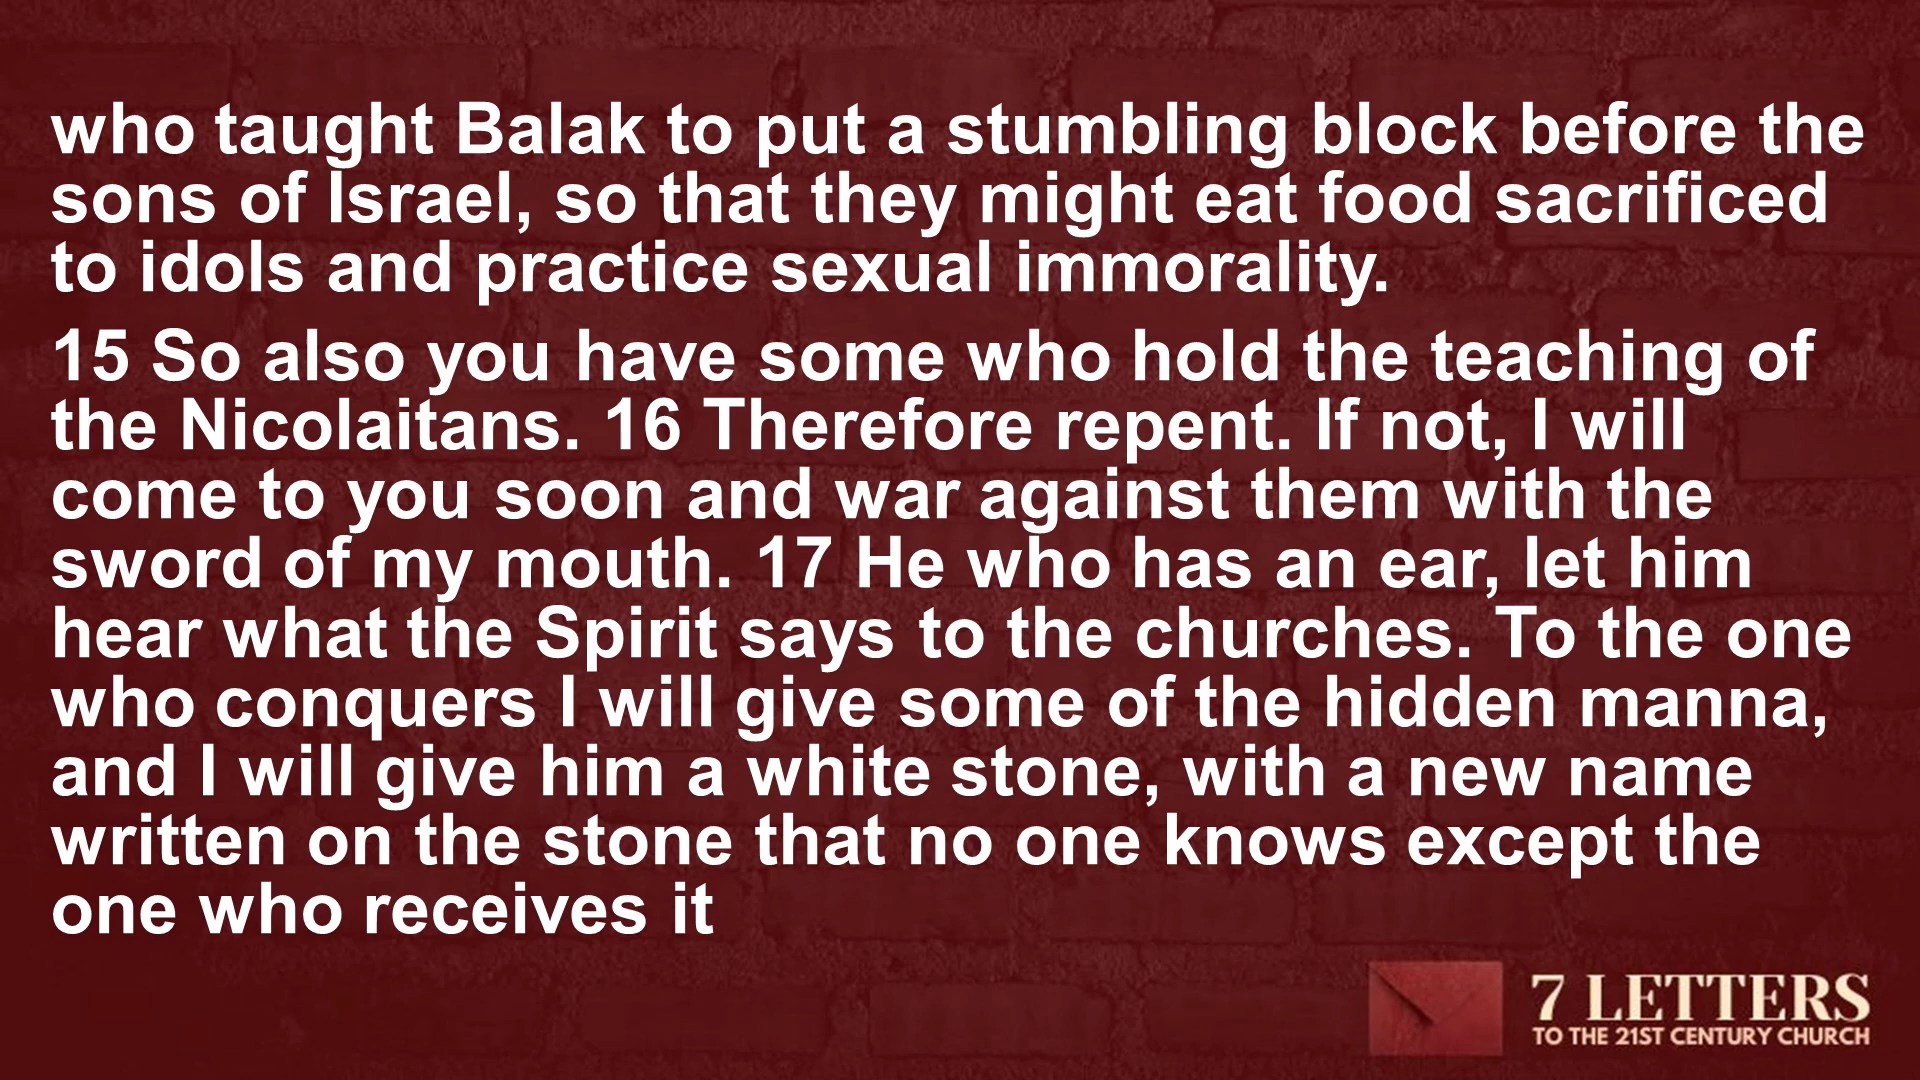 who taught Balak to put a stumbling block before the
sons of Israel, so that they might eat food sacrificed
to idols and practice sexual immorality.
15 So also you have some who hold the teaching of
the Nicolaitans. 16 Therefore repent. If not, I will
come to you soon and war against them with the
sword of my mouth. 17 He who has an ear, let him
hear what the Spirit says to the churches. To the one
who conquers I will give some of the hidden manna,
and I will give him a white stone, with a new name
written on the stone that no one knows except the
one who receives it
7 LETTERS
TO THE 21ST CENTURY CHURCH